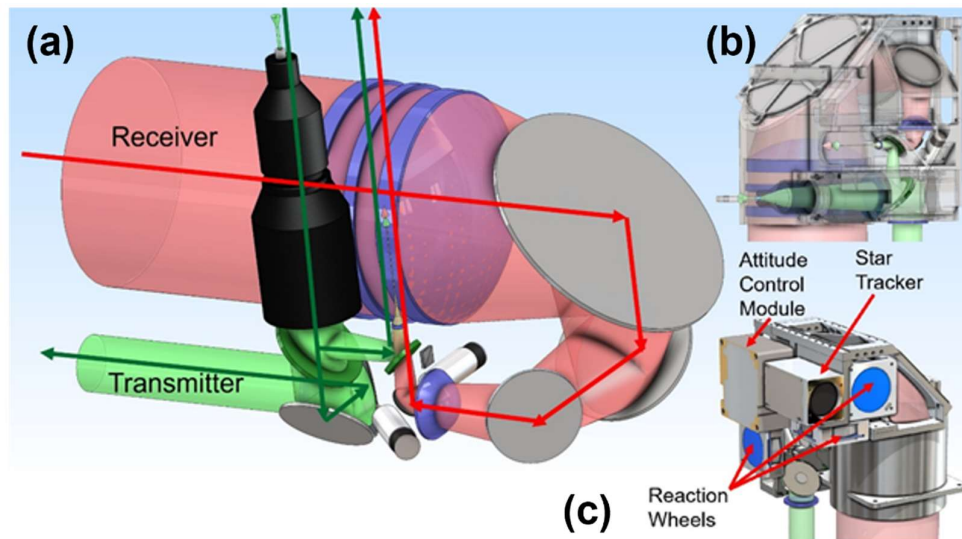 (a)
Receiver
Transmitter
(b)
Attitude
Control
Module
Star
Tracker
Reaction
Wheels
(c)